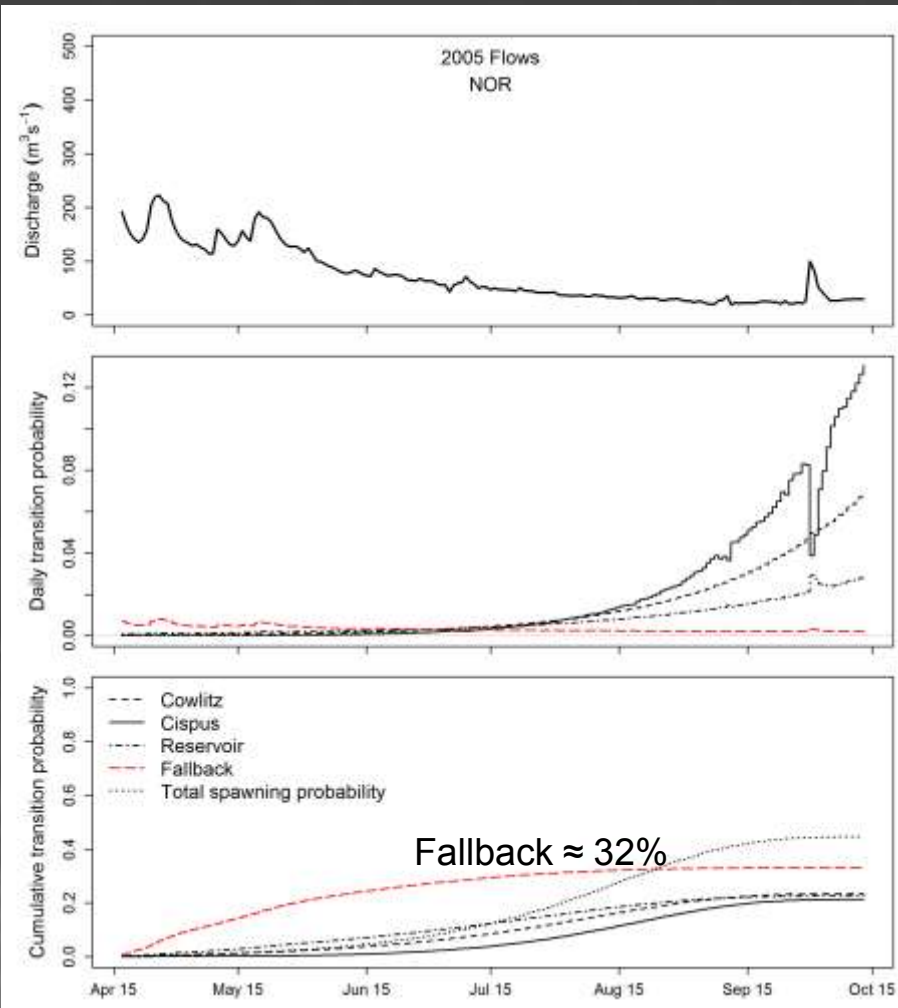 2005 Flows
NOR
Discharge (m³s⁻¹)
500
400
300
200
100
0
Daily transition probability
0.12
0.08
0.04
0.00
Cumulative transition probability
1.0
0.8
0.6
0.4
0.2
0.0
Cowlitz
Cispus
Reservoir
Fallback
Total spawning probability
Fallback ≈ 32%
Apr 15 May 15 Jun 15 Jul 15 Aug 15 Sep 15 Oct 15